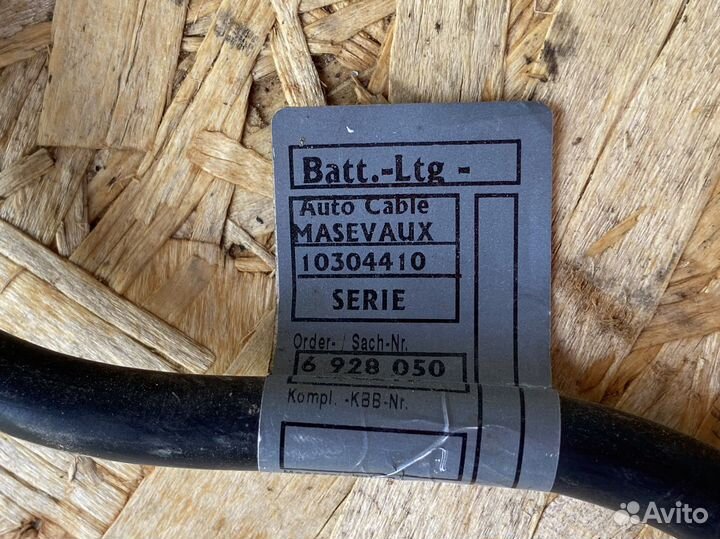 Batt.-Ltg -
Auto Cable
MASEVAUX
10304410
SERIE
Order- / Sach-Nr.
6 928 050
Kompl. -KBB-Nr.
Avito